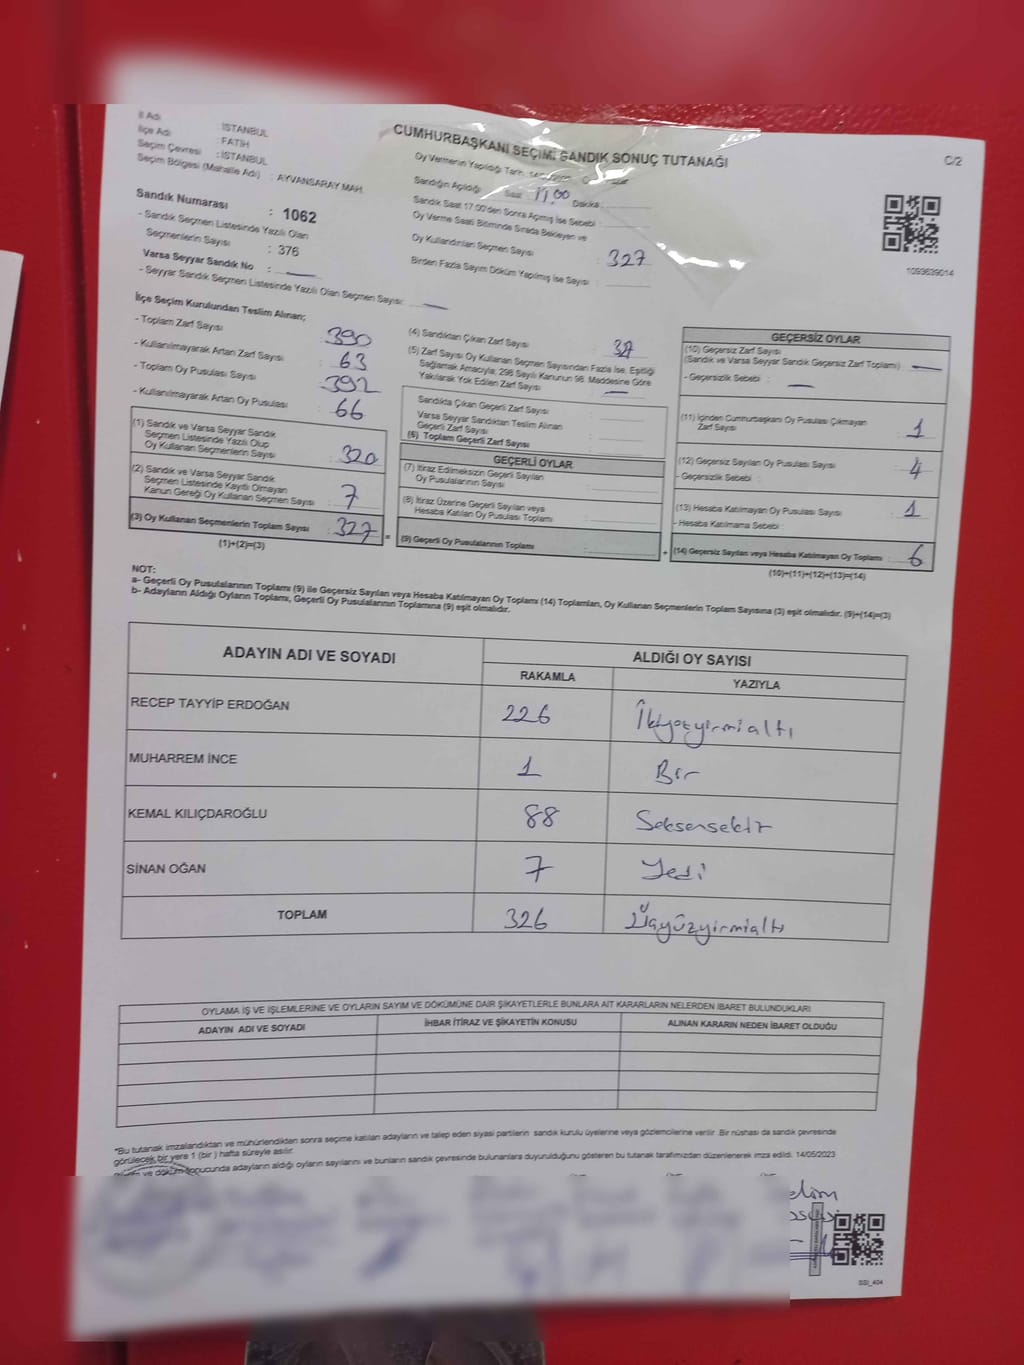 CUMHURBAŞKANI SEÇİMİ SANDIK SONUÇ TUTANAĞI
C/2
İl Adı : İSTANBUL
İlçe Adı : FATİH
Seçim Çevresi : İSTANBUL
Seçim Bölgesi (Mahalle Adı) : AYVANSARAY MAH.
Sandık Numarası : 1062
- Sandık Seçmen Listesinde Yazılı Olan
Seçmenlerin Sayısı : 376
Varsa Seyyar Sandık No :
- Seyyar Sandık Seçmen Listesinde Yazılı Olan Seçmen Sayısı:
Oy Vermenin Yapıldığı Tarih
Sandığın Açıldığı Saat : 17,00 Dakika :
Sandık Saat 17:00'den Sonra Açılmış İse Sebebi :
Oy Verme Saati Bitiminde Sırada Bekleyen ve
Oy Kullandırılan Seçmen Sayısı : 327
Birden Fazla Sayım Döküm Yapılmış İse Sayısı :
1093639014
İlçe Seçim Kurulundan Teslim Alınan;
- Toplam Zarf Sayısı : 390
- Kullanılmayarak Artan Zarf Sayısı : 63
- Toplam Oy Pusulası Sayısı : 392
- Kullanılmayarak Artan Oy Pusulası : 66
(1) Sandık ve Varsa Seyyar Sandık
Seçmen Listesinde Yazılı Olup
Oy Kullanan Seçmenlerin Sayısı : 320
(2) Sandık ve Varsa Seyyar Sandık
Seçmen Listesinde Kayıtlı Olmayan
Kanun Gereği Oy Kullanan Seçmen Sayısı : 7
(3) Oy Kullanan Seçmenlerin Toplam Sayısı : 327
(1)+(2)=(3)
=
(4) Sandıktan Çıkan Zarf Sayısı :
(5) Zarf Sayısı Oy Kullanan Seçmen Sayısından Fazla İse, Eşitliği
Sağlamak Amacıyla; 298 Sayılı Kanunun 98. Maddesine Göre
Yakılarak Yok Edilen Zarf Sayısı :
Sandıkta Çıkan Geçerli Zarf Sayısı :
Varsa Seyyar Sandıktan Teslim Alınan
Geçerli Zarf Sayısı :
(6) Toplam Geçerli Zarf Sayısı :
GEÇERLİ OYLAR
(7) İtiraz Edilmeksizin Geçerli Sayılan
Oy Pusulalarının Sayısı :
(8) İtiraz Üzerine Geçerli Sayılan veya
Hesaba Katılan Oy Pusulası Toplamı :
(9) Geçerli Oy Pusulalarının Toplamı :
+
GEÇERSİZ OYLAR
(10) Geçersiz Zarf Sayısı
(Sandık ve Varsa Seyyar Sandık Geçersiz Zarf Toplamı) :
- Geçersizlik Sebebi :
(11) İçinden Cumhurbaşkanı Oy Pusulası Çıkmayan
Zarf Sayısı : 1
(12) Geçersiz Sayılan Oy Pusulası Sayısı : 4
- Geçersizlik Sebebi :
(13) Hesaba Katılmayan Oy Pusulası Sayısı : 1
- Hesaba Katılmama Sebebi :
(14) Geçersiz Sayılan veya Hesaba Katılmayan Oy Toplamı : 6
(10)+(11)+(12)+(13)=(14)
NOT:
a- Geçerli Oy Pusulalarının Toplamı (9) ile Geçersiz Sayılan veya Hesaba Katılmayan Oy Toplamı (14) Toplamları, Oy Kullanan Seçmenlerin Toplam Sayısına (3) eşit olmalıdır. (9)+(14)=(3)
b- Adayların Aldığı Oyların Toplamı, Geçerli Oy Pusulalarının Toplamına (9) eşit olmalıdır.
ADAYIN ADI VE SOYADI
ALDIĞI OY SAYISI
RAKAMLA
YAZIYLA
RECEP TAYYİP ERDOĞAN 226 İkiyüzyirmialtı
MUHARREM İNCE 1 Bir
KEMAL KILIÇDAROĞLU 88 Seksensekiz
SİNAN OĞAN 7 Yedi
TOPLAM 326 Üçyüzyirmialtı
OYLAMA İŞ VE İŞLEMLERİNE VE OYLARIN SAYIM VE DÖKÜMÜNE DAİR ŞİKAYETLERLE BUNLARA AİT KARARLARIN NELERDEN İBARET BULUNDUKLARI
ADAYIN ADI VE SOYADI
İHBAR İTİRAZ VE ŞİKAYETİN KONUSU
ALINAN KARARIN NEDEN İBARET OLDUĞU
*Bu tutanak imzalandıktan ve mühürlendikten sonra seçime katılan adayların ve talep eden siyasi partilerin sandık kurulu üyelerine veya gözlemcilerine verilir. Bir nüshası da sandık çevresinde
görülecek bir yere 1 (bir ) hafta süreyle asılır.
ve döküm sonucunda adayların aldığı oyların sayılarını ve bunların sandık çevresinde bulunanlara duyurulduğunu gösteren bu tutanak tarafımızdan düzenlenerek imza edildi. 14/05/2023
SSI_404